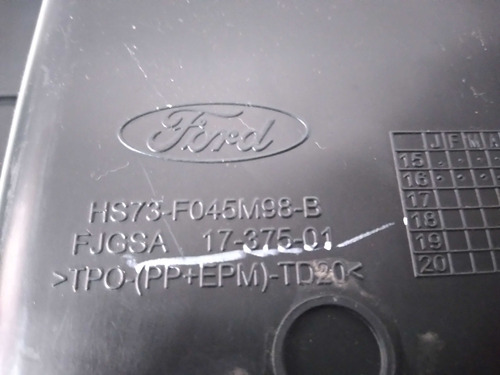 Ford
HS73-F045M98-B
FJGSA 17-375-01
>TPO-(PP+EPM)-TD20<
J F M A
15
16
17
18
19
20